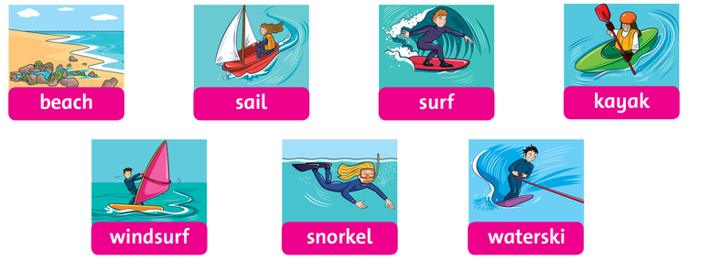 beach
sail
surf
kayak
windsurf
snorkel
waterski